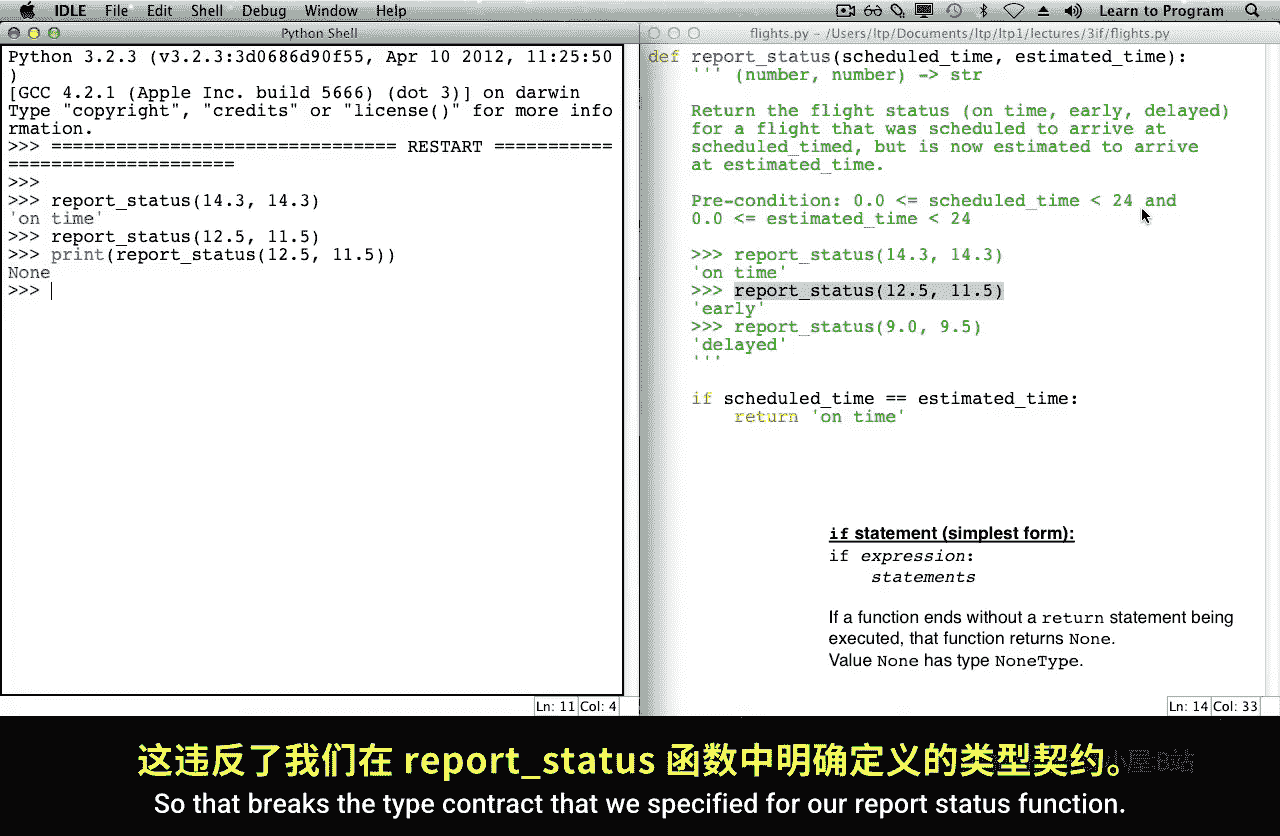 IDLE File Edit Shell Debug Window Help Learn to Program
Python Shell
Python 3.2.3 (v3.2.3:3d0686d90f55, Apr 10 2012, 11:25:50
)
[GCC 4.2.1 (Apple Inc. build 5666) (dot 3)] on darwin
Type "copyright", "credits" or "license()" for more info
rmation.
>>> ================================ RESTART ===========
=====================
>>>
>>> report_status(14.3, 14.3)
'on time'
>>> report_status(12.5, 11.5)
>>> print(report_status(12.5, 11.5))
None
>>>
Ln: 11 Col: 4
flights.py – /Users/ltp/Documents/ltp/ltp1/lectures/3if/flights.py
def report_status(scheduled_time, estimated_time):
''' (number, number) -> str
Return the flight status (on time, early, delayed)
for a flight that was scheduled to arrive at
scheduled_timed, but is now estimated to arrive
at estimated_time.
Pre-condition: 0.0 <= scheduled_time < 24 and
0.0 <= estimated_time < 24
>>> report_status(14.3, 14.3)
'on time'
>>> report_status(12.5, 11.5)
'early'
>>> report_status(9.0, 9.5)
'delayed'
'''
if scheduled_time == estimated_time:
return 'on time'
if statement (simplest form):
if expression:
statements
If a function ends without a return statement being
executed, that function returns None.
Value None has type NoneType.
Ln: 14 Col: 33
这违反了我们在 report_status 函数中明确定义的类型契约。
So that breaks the type contract that we specified for our report status function.